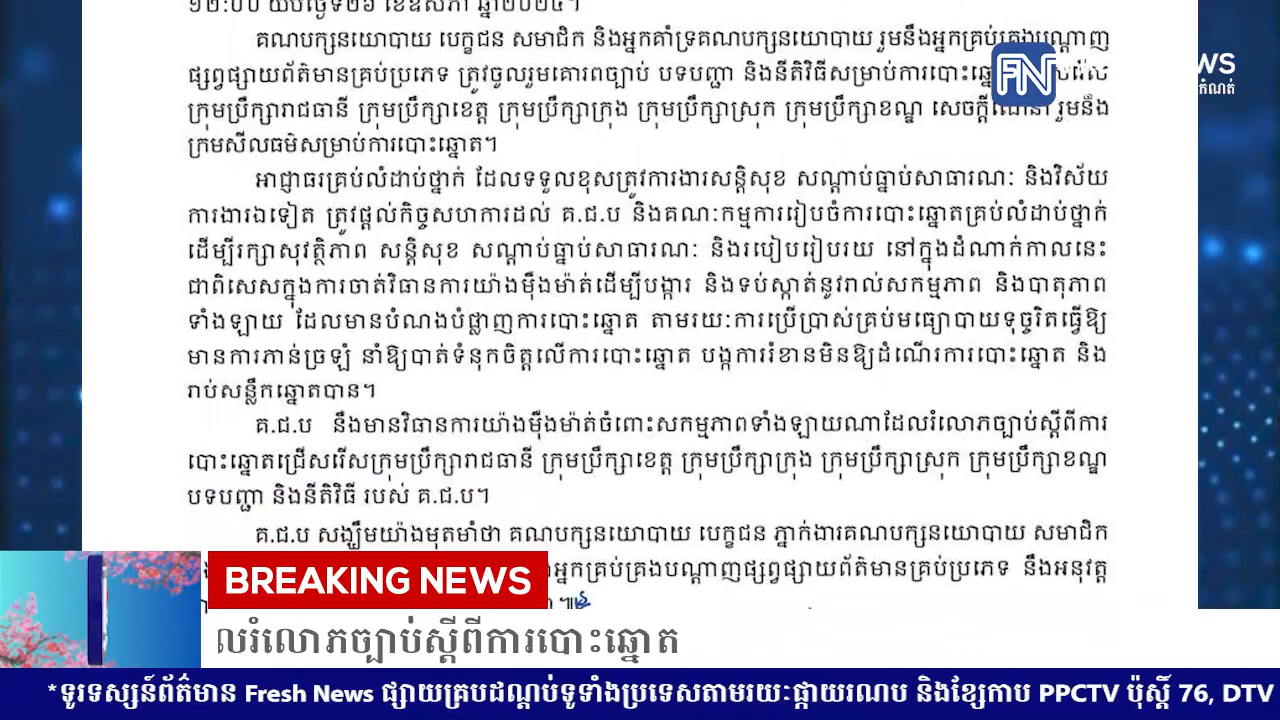 ១២:០០ យប់ថ្ងៃទី២៦ ខែឧសភា ឆ្នាំ២០២៤។
គណបក្សនយោបាយ បេក្ខជន សមាជិក និងអ្នកគាំទ្រគណបក្សនយោបាយ រួមនឹងអ្នកគ្រប់គ្រងបណ្តាញ
ផ្សព្វផ្សាយព័ត៌មានគ្រប់ប្រភេទ ត្រូវចូលរួមគោរពច្បាប់ បទបញ្ជា និងនីតិវិធីសម្រាប់ការបោះឆ្នោត
ក្រុមប្រឹក្សារាជធានី ក្រុមប្រឹក្សាខេត្ត ក្រុមប្រឹក្សាក្រុង ក្រុមប្រឹក្សាស្រុក ក្រុមប្រឹក្សាខណ្ឌ សេចក្តីណែនាំ រួមនឹង
ក្រមសីលធម៌សម្រាប់ការបោះឆ្នោត។
អាជ្ញាធរគ្រប់លំដាប់ថ្នាក់ ដែលទទួលខុសត្រូវការងារសន្តិសុខ សណ្តាប់ធ្នាប់សាធារណៈ និងវិស័យ
ការងារឯទៀត ត្រូវផ្តល់កិច្ចសហការដល់ គ.ជ.ប និងគណៈកម្មការរៀបចំការបោះឆ្នោតគ្រប់លំដាប់ថ្នាក់
ដើម្បីរក្សាសុវត្ថិភាព សន្តិសុខ សណ្តាប់ធ្នាប់សាធារណៈ និងរបៀបរៀបរយ នៅក្នុងដំណាក់កាលនេះ
ជាពិសេសក្នុងការចាត់វិធានការយ៉ាងម៉ឺងម៉ាត់ដើម្បីបង្ការ និងទប់ស្កាត់នូវរាល់សកម្មភាព និងបាតុភាព
ទាំងឡាយ ដែលមានបំណងបំផ្លាញការបោះឆ្នោត តាមរយៈការប្រើប្រាស់គ្រប់មធ្យោបាយទុច្ចរិតធ្វើឱ្យ
មានការភាន់ច្រឡំ នាំឱ្យបាត់ទំនុកចិត្តលើការបោះឆ្នោត បង្កការរំខានមិនឱ្យដំណើរការបោះឆ្នោត និង
រាប់សន្លឹកឆ្នោតបាន។
គ.ជ.ប នឹងមានវិធានការយ៉ាងម៉ឺងម៉ាត់ចំពោះសកម្មភាពទាំងឡាយណាដែលរំលោភច្បាប់ស្តីពីការ
បោះឆ្នោតជ្រើសរើសក្រុមប្រឹក្សារាជធានី ក្រុមប្រឹក្សាខេត្ត ក្រុមប្រឹក្សាក្រុង ក្រុមប្រឹក្សាស្រុក ក្រុមប្រឹក្សាខណ្ឌ
បទបញ្ជា និងនីតិវិធី របស់ គ.ជ.ប។
គ.ជ.ប សង្ឃឹមយ៉ាងមុតមាំថា គណបក្សនយោបាយ បេក្ខជន ភ្នាក់ងារគណបក្សនយោបាយ សមាជិក
អ្នកគ្រប់គ្រងបណ្តាញផ្សព្វផ្សាយព័ត៌មានគ្រប់ប្រភេទ នឹងអនុវត្ត
FN
BREAKING NEWS
លរំលោភច្បាប់ស្តីពីការបោះឆ្នោត
*ទូរទស្សន៍ព័ត៌មាន Fresh News ផ្សាយគ្របដណ្តប់ទូទាំងប្រទេសតាមរយៈផ្កាយរណប និងខ្សែកាប PPCTV ប៉ុស្តិ៍ 76, DTV